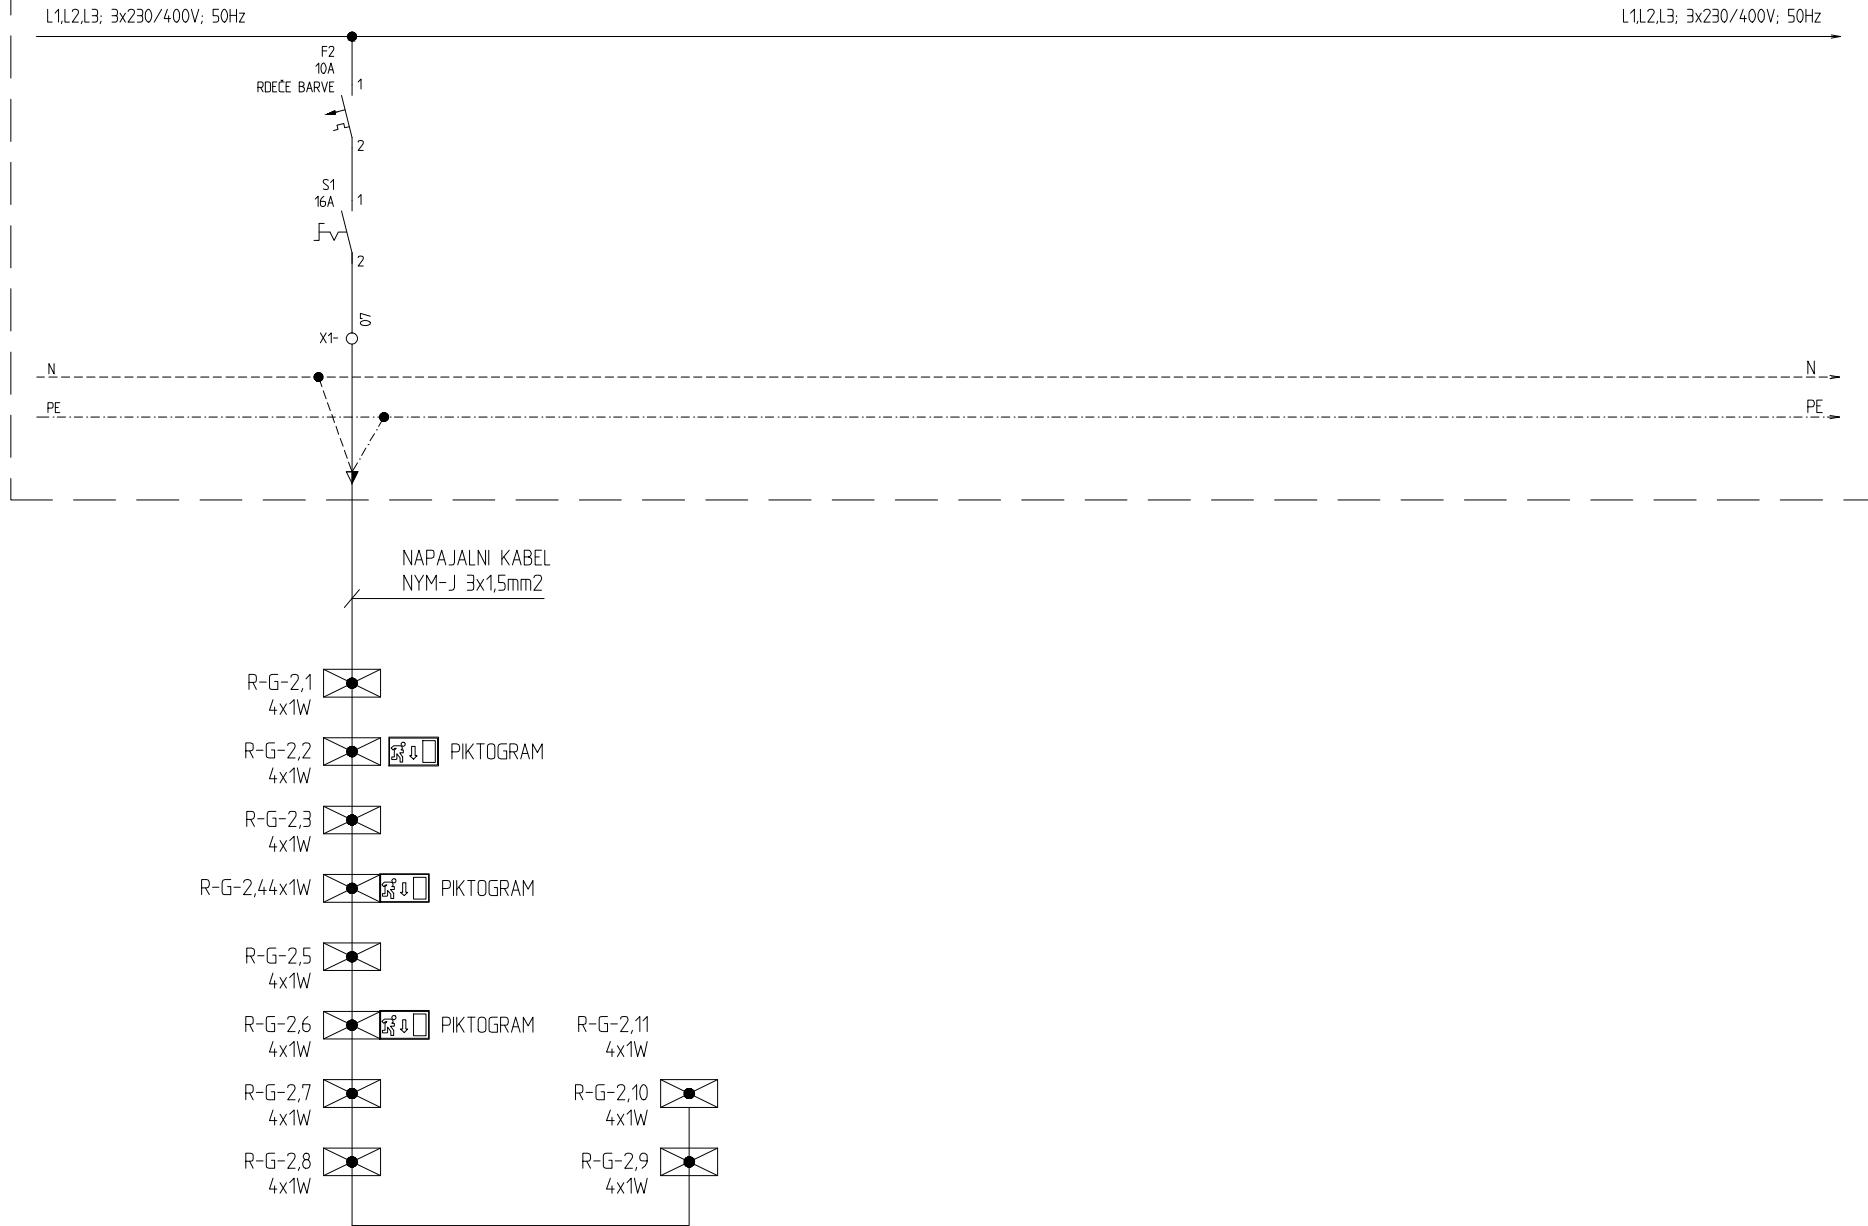 L1,L2,L3; 3x230/400V; 50Hz
L1,L2,L3; 3x230/400V; 50Hz
F2
10A
RDEČE BARVE
1
2
S1
16A
1
2
07
X1-
N
N
PE
PE
NAPAJALNI KABEL
NYM-J 3x1,5mm2
R-G-2,1
4x1W
R-G-2,2
4x1W
PIKTOGRAM
R-G-2,3
4x1W
R-G-2,44x1W
PIKTOGRAM
R-G-2,5
4x1W
R-G-2,6
4x1W
PIKTOGRAM
R-G-2,11
4x1W
R-G-2,7
4x1W
R-G-2,10
4x1W
R-G-2,8
4x1W
R-G-2,9
4x1W